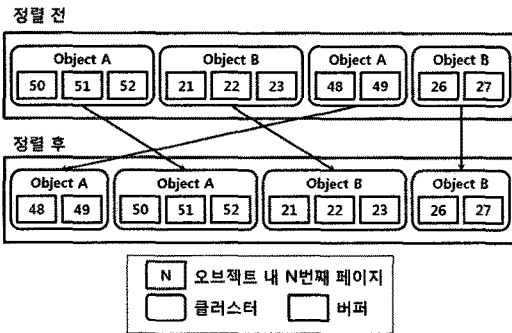 정렬 전
Object A Object B Object A Object B
50 51 52 21 22 23 48 49 26 27
정렬 후
Object A Object A Object B Object B
48 49 50 51 52 21 22 23 26 27
N 오브젝트 내 N번째 페이지
클러스터 버퍼